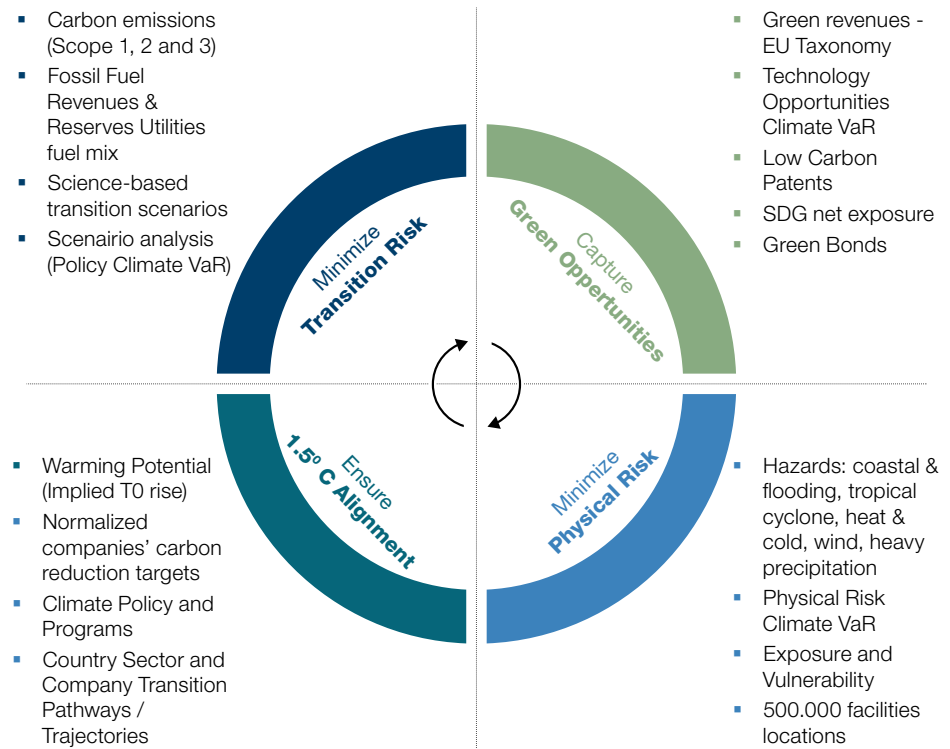 Carbon emissions
(Scope 1, 2 and 3)
Fossil Fuel
Revenues &
Reserves Utilities
fuel mix
Science-based
transition scenarios
Scenairio analysis
(Policy Climate VaR)
Minimize
Transition Risk
Green revenues -
EU Taxonomy
Technology
Opportunities
Climate VaR
Low Carbon
Patents
SDG net exposure
Green Bonds
Capture
Green Oppertunities
Warming Potential
(Implied T0 rise)
Normalized
companies’ carbon
reduction targets
Climate Policy and
Programs
Country Sector and
Company Transition
Pathways /
Trajectories
Ensure
1.5º C Alignment
Minimize
Physical Risk
Hazards: coastal &
flooding, tropical
cyclone, heat &
cold, wind, heavy
precipitation
Physical Risk
Climate VaR
Exposure and
Vulnerability
500.000 facilities
locations